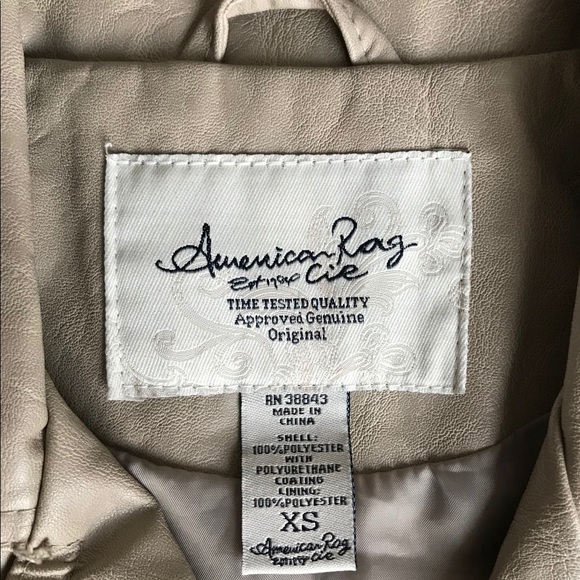 American Rag
Cie
TIME TESTED QUALITY
Approved Genuine
Original
RN 38843
MADE IN
CHINA
SHELL:
100%POLYESTER
WITH
POLYURETHANE
COATING
LINING:
100%POLYESTER
XS
American Rag
Cie